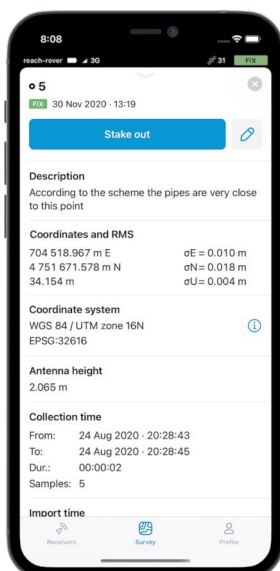 8:08
reach-rover 3G 31 FIX
5
FIX 30 Nov 2020 · 13:19
Stake out
Description
According to the scheme the pipes are very close
to this point
Coordinates and RMS
704 518.967 m E σE = 0.010 m
4 751 671.578 m N σN = 0.018 m
34.154 m σU = 0.004 m
Coordinate system
WGS 84 / UTM zone 16N
EPSG:32616
Antenna height
2.065 m
Collection time
From: 24 Aug 2020 · 20:28:43
To: 24 Aug 2020 · 20:28:45
Dur.: 00:00:02
Samples: 5
Import time
Receivers Survey Profile